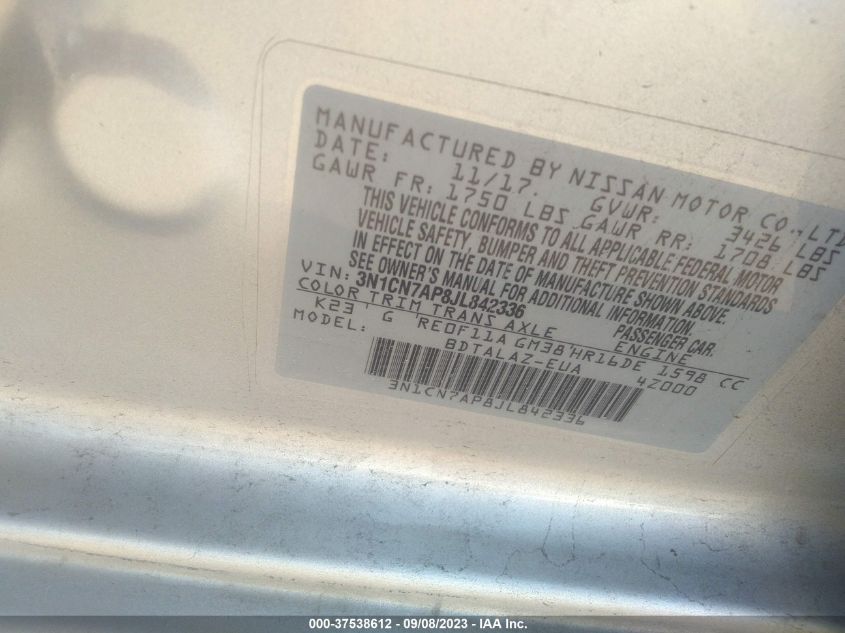 MANUFACTURED BY NISSAN MOTOR CO.,LTD
DATE: 11/17. GVWR: 3426 LBS
GAWR FR: 1750 LBS GAWR RR: 1708 LBS
THIS VEHICLE CONFORMS TO ALL APPLICABLE FEDERAL MOTOR
VEHICLE SAFETY, BUMPER AND THEFT PREVENTION STANDARDS
IN EFFECT ON THE DATE OF MANUFACTURE SHOWN ABOVE.
SEE OWNER'S MANUAL FOR ADDITIONAL INFORMATION.
VIN: 3N1CN7AP8JL842336 PASSENGER CAR.
COLOR TRIM TRANS AXLE ENGINE
K23 G RE0F11A GM38 HR16DE 1598 CC
MODEL: BDTALAZ-EUA 4Z000
3N1CN7AP8JL842336
000-37538612 - 09/08/2023 - IAA Inc.